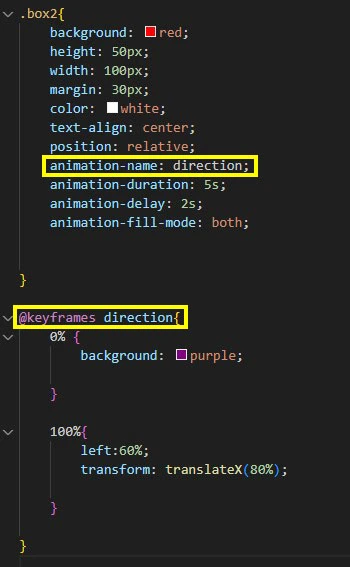 .box2{
background: red;
height: 50px;
width: 100px;
margin: 30px;
color: white;
text-align: center;
position: relative;
animation-name: direction;
animation-duration: 5s;
animation-delay: 2s;
animation-fill-mode: both;
}
@keyframes direction{
0% {
background: purple;
}
100%{
left:60%;
transform: translateX(80%);
}
}